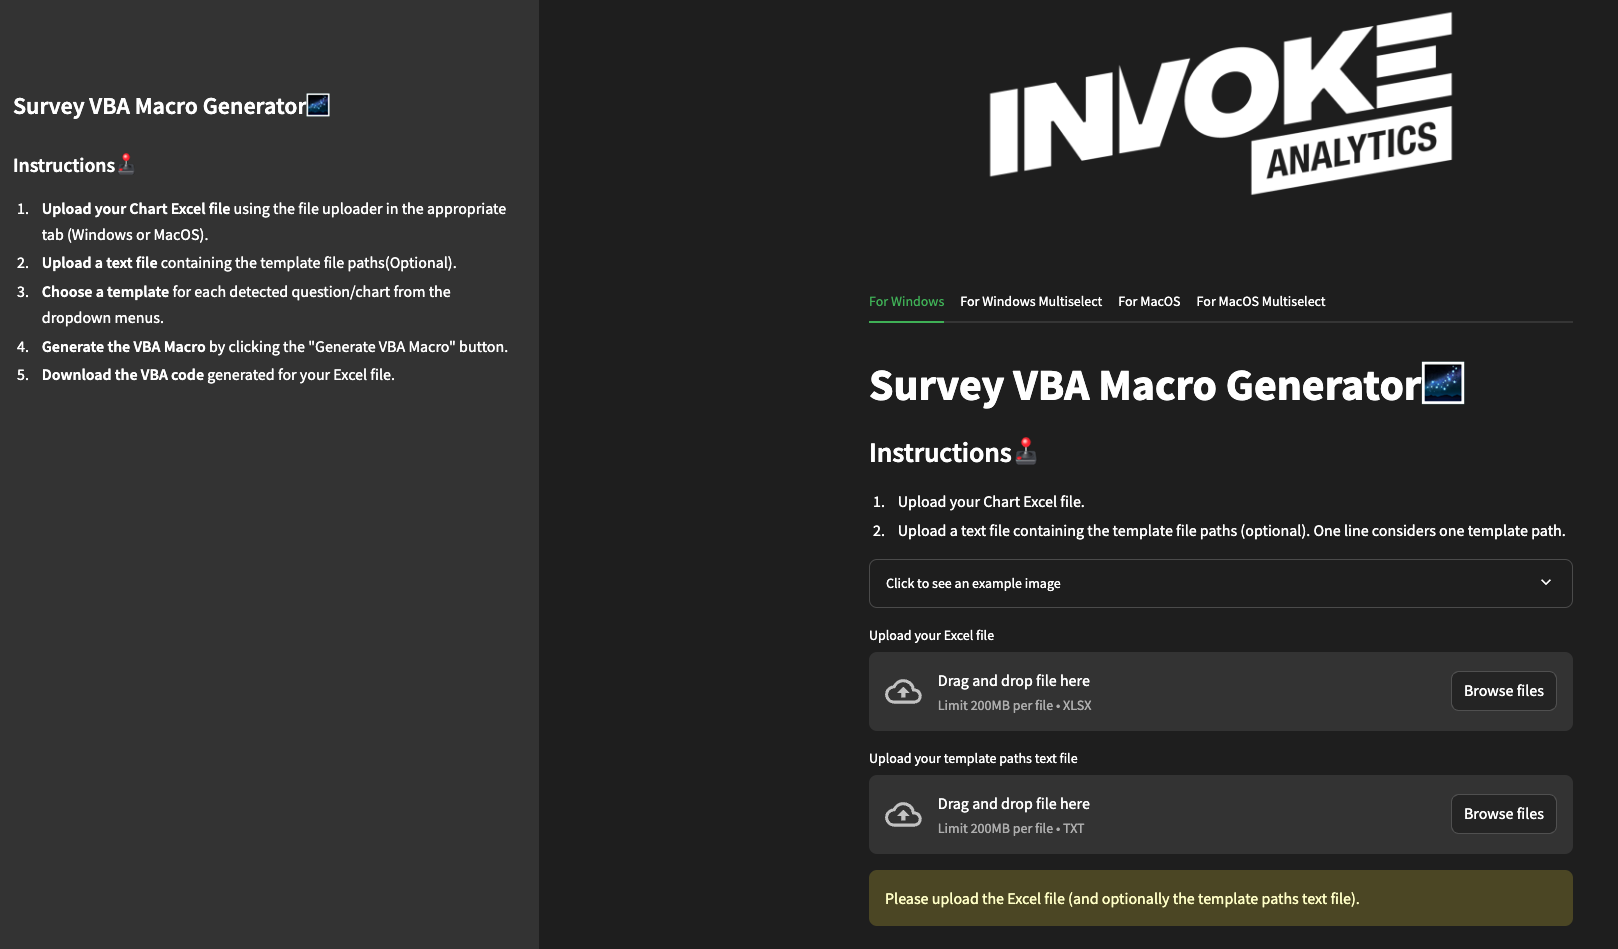 Survey VBA Macro Generator🌌
Instructions🕹️
1. Upload your Chart Excel file using the file uploader in the appropriate
tab (Windows or MacOS).
2. Upload a text file containing the template file paths(Optional).
3. Choose a template for each detected question/chart from the
dropdown menus.
4. Generate the VBA Macro by clicking the "Generate VBA Macro" button.
5. Download the VBA code generated for your Excel file.
INVOKE
ANALYTICS
For Windows For Windows Multiselect For MacOS For MacOS Multiselect
Survey VBA Macro Generator🌌
Instructions🕹️
1. Upload your Chart Excel file.
2. Upload a text file containing the template file paths (optional). One line considers one template path.
Click to see an example image
Upload your Excel file
Drag and drop file here
Limit 200MB per file • XLSX
Browse files
Upload your template paths text file
Drag and drop file here
Limit 200MB per file • TXT
Browse files
Please upload the Excel file (and optionally the template paths text file).